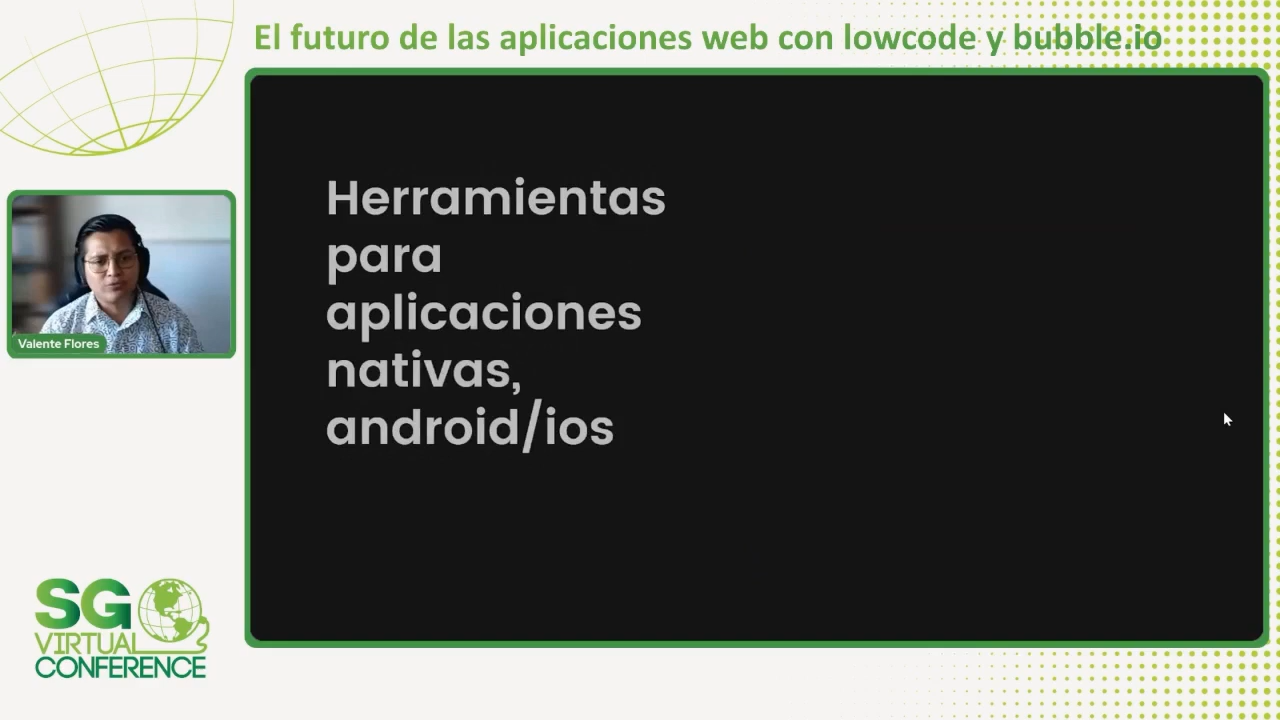 El futuro de las aplicaciones web con lowcode y bubble.io
Herramientas
para
aplicaciones
nativas,
android/ios
Valente Flores
SG
VIRTUAL
CONFERENCE